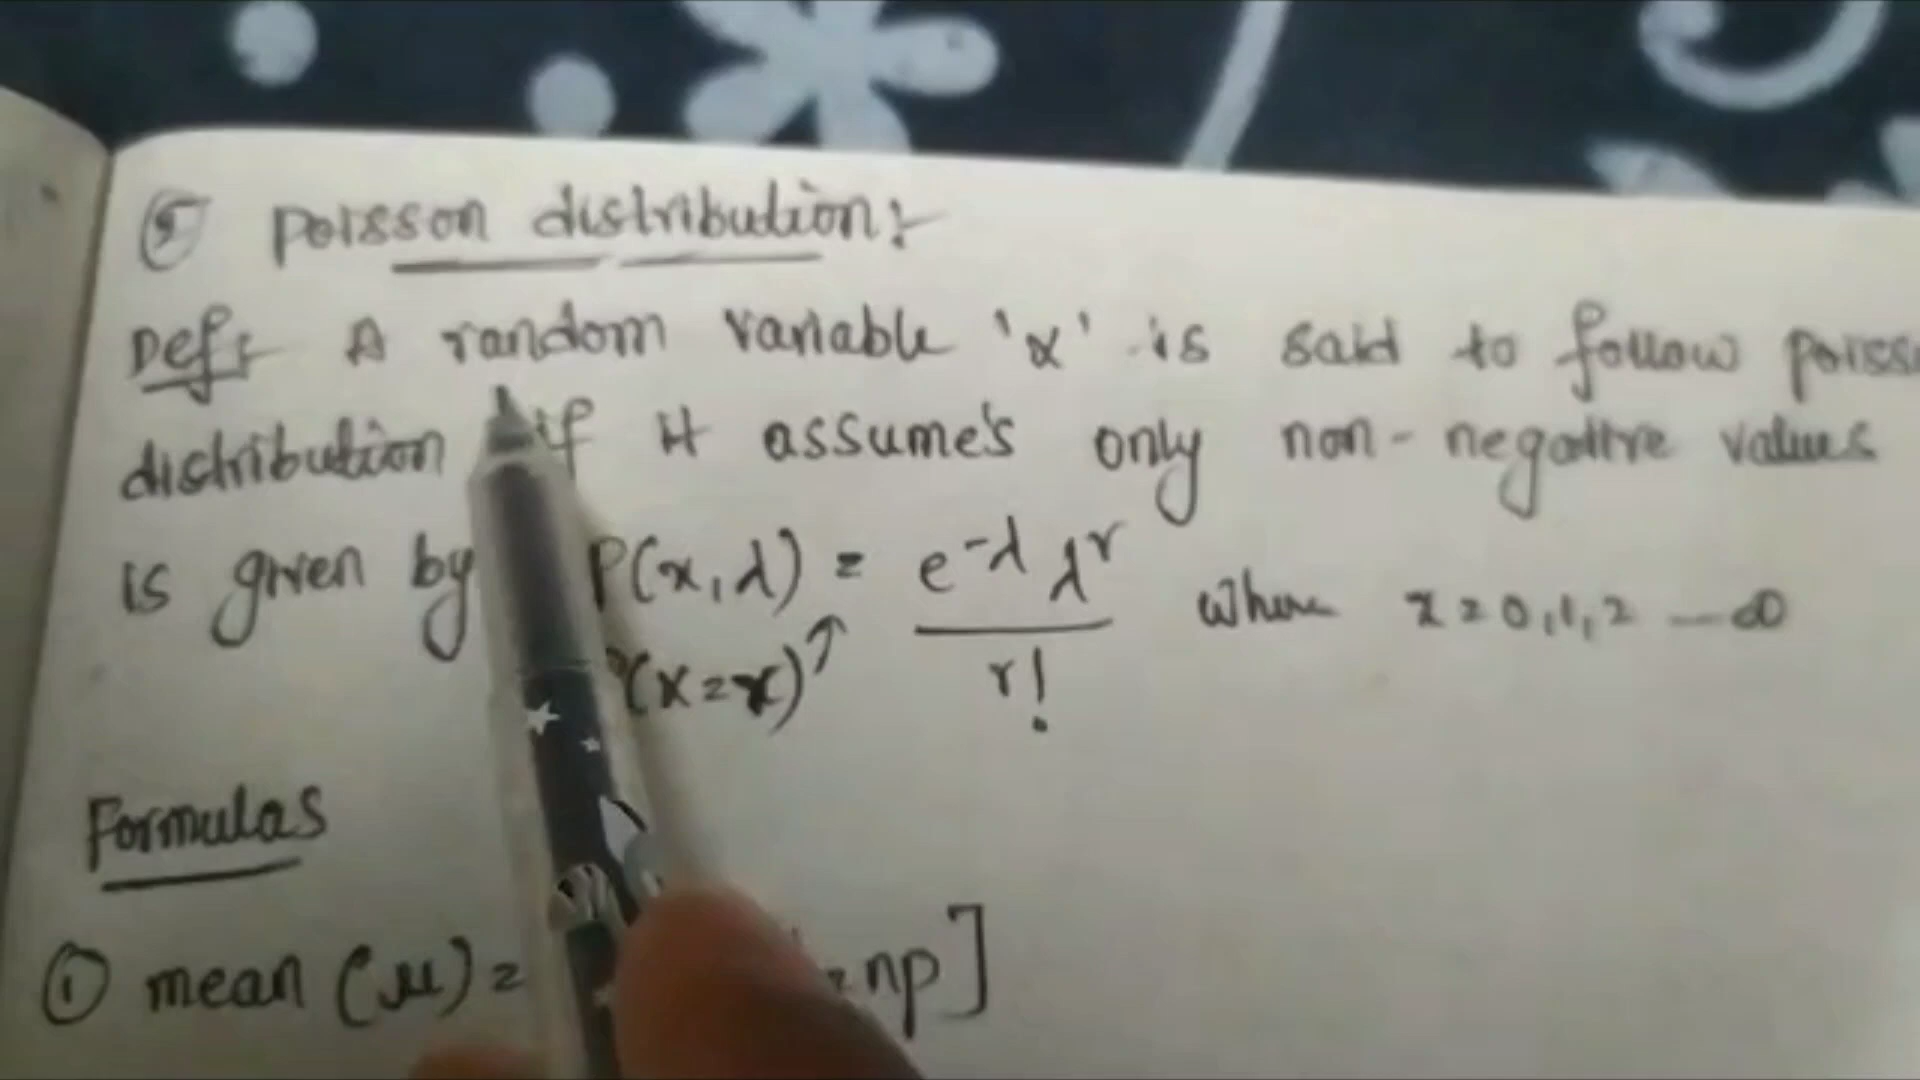 ⑤ Poisson distribution:-
Def:- A random variable 'x' is said to follow poiss
distribution if it assume's only non-negative values
is given by P(x,λ) = e^-λ λ^r / r! where x=0,1,2 --- ∞
(x=x)↗
Formulas
① mean (μ)= =np]